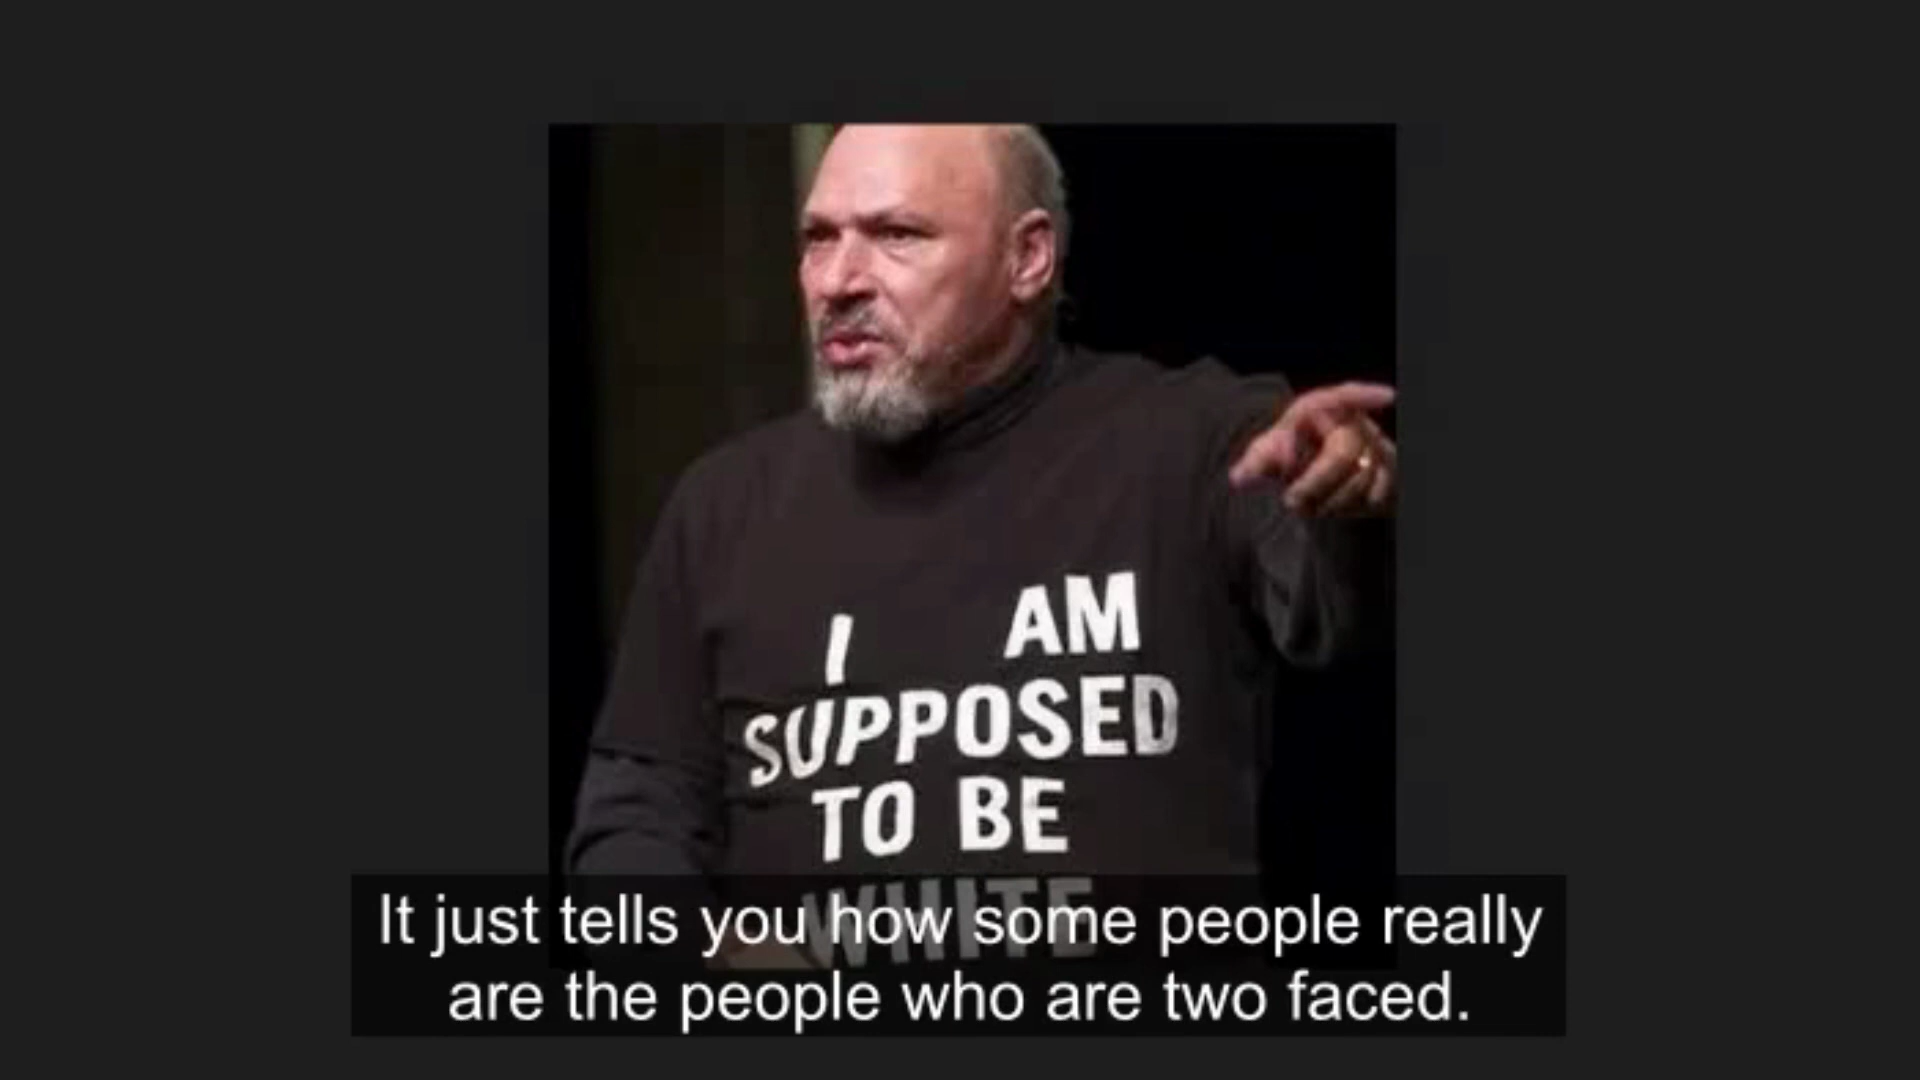 I AM
SUPPOSED
TO BE
WHITE
It just tells you how some people really
are the people who are two faced.